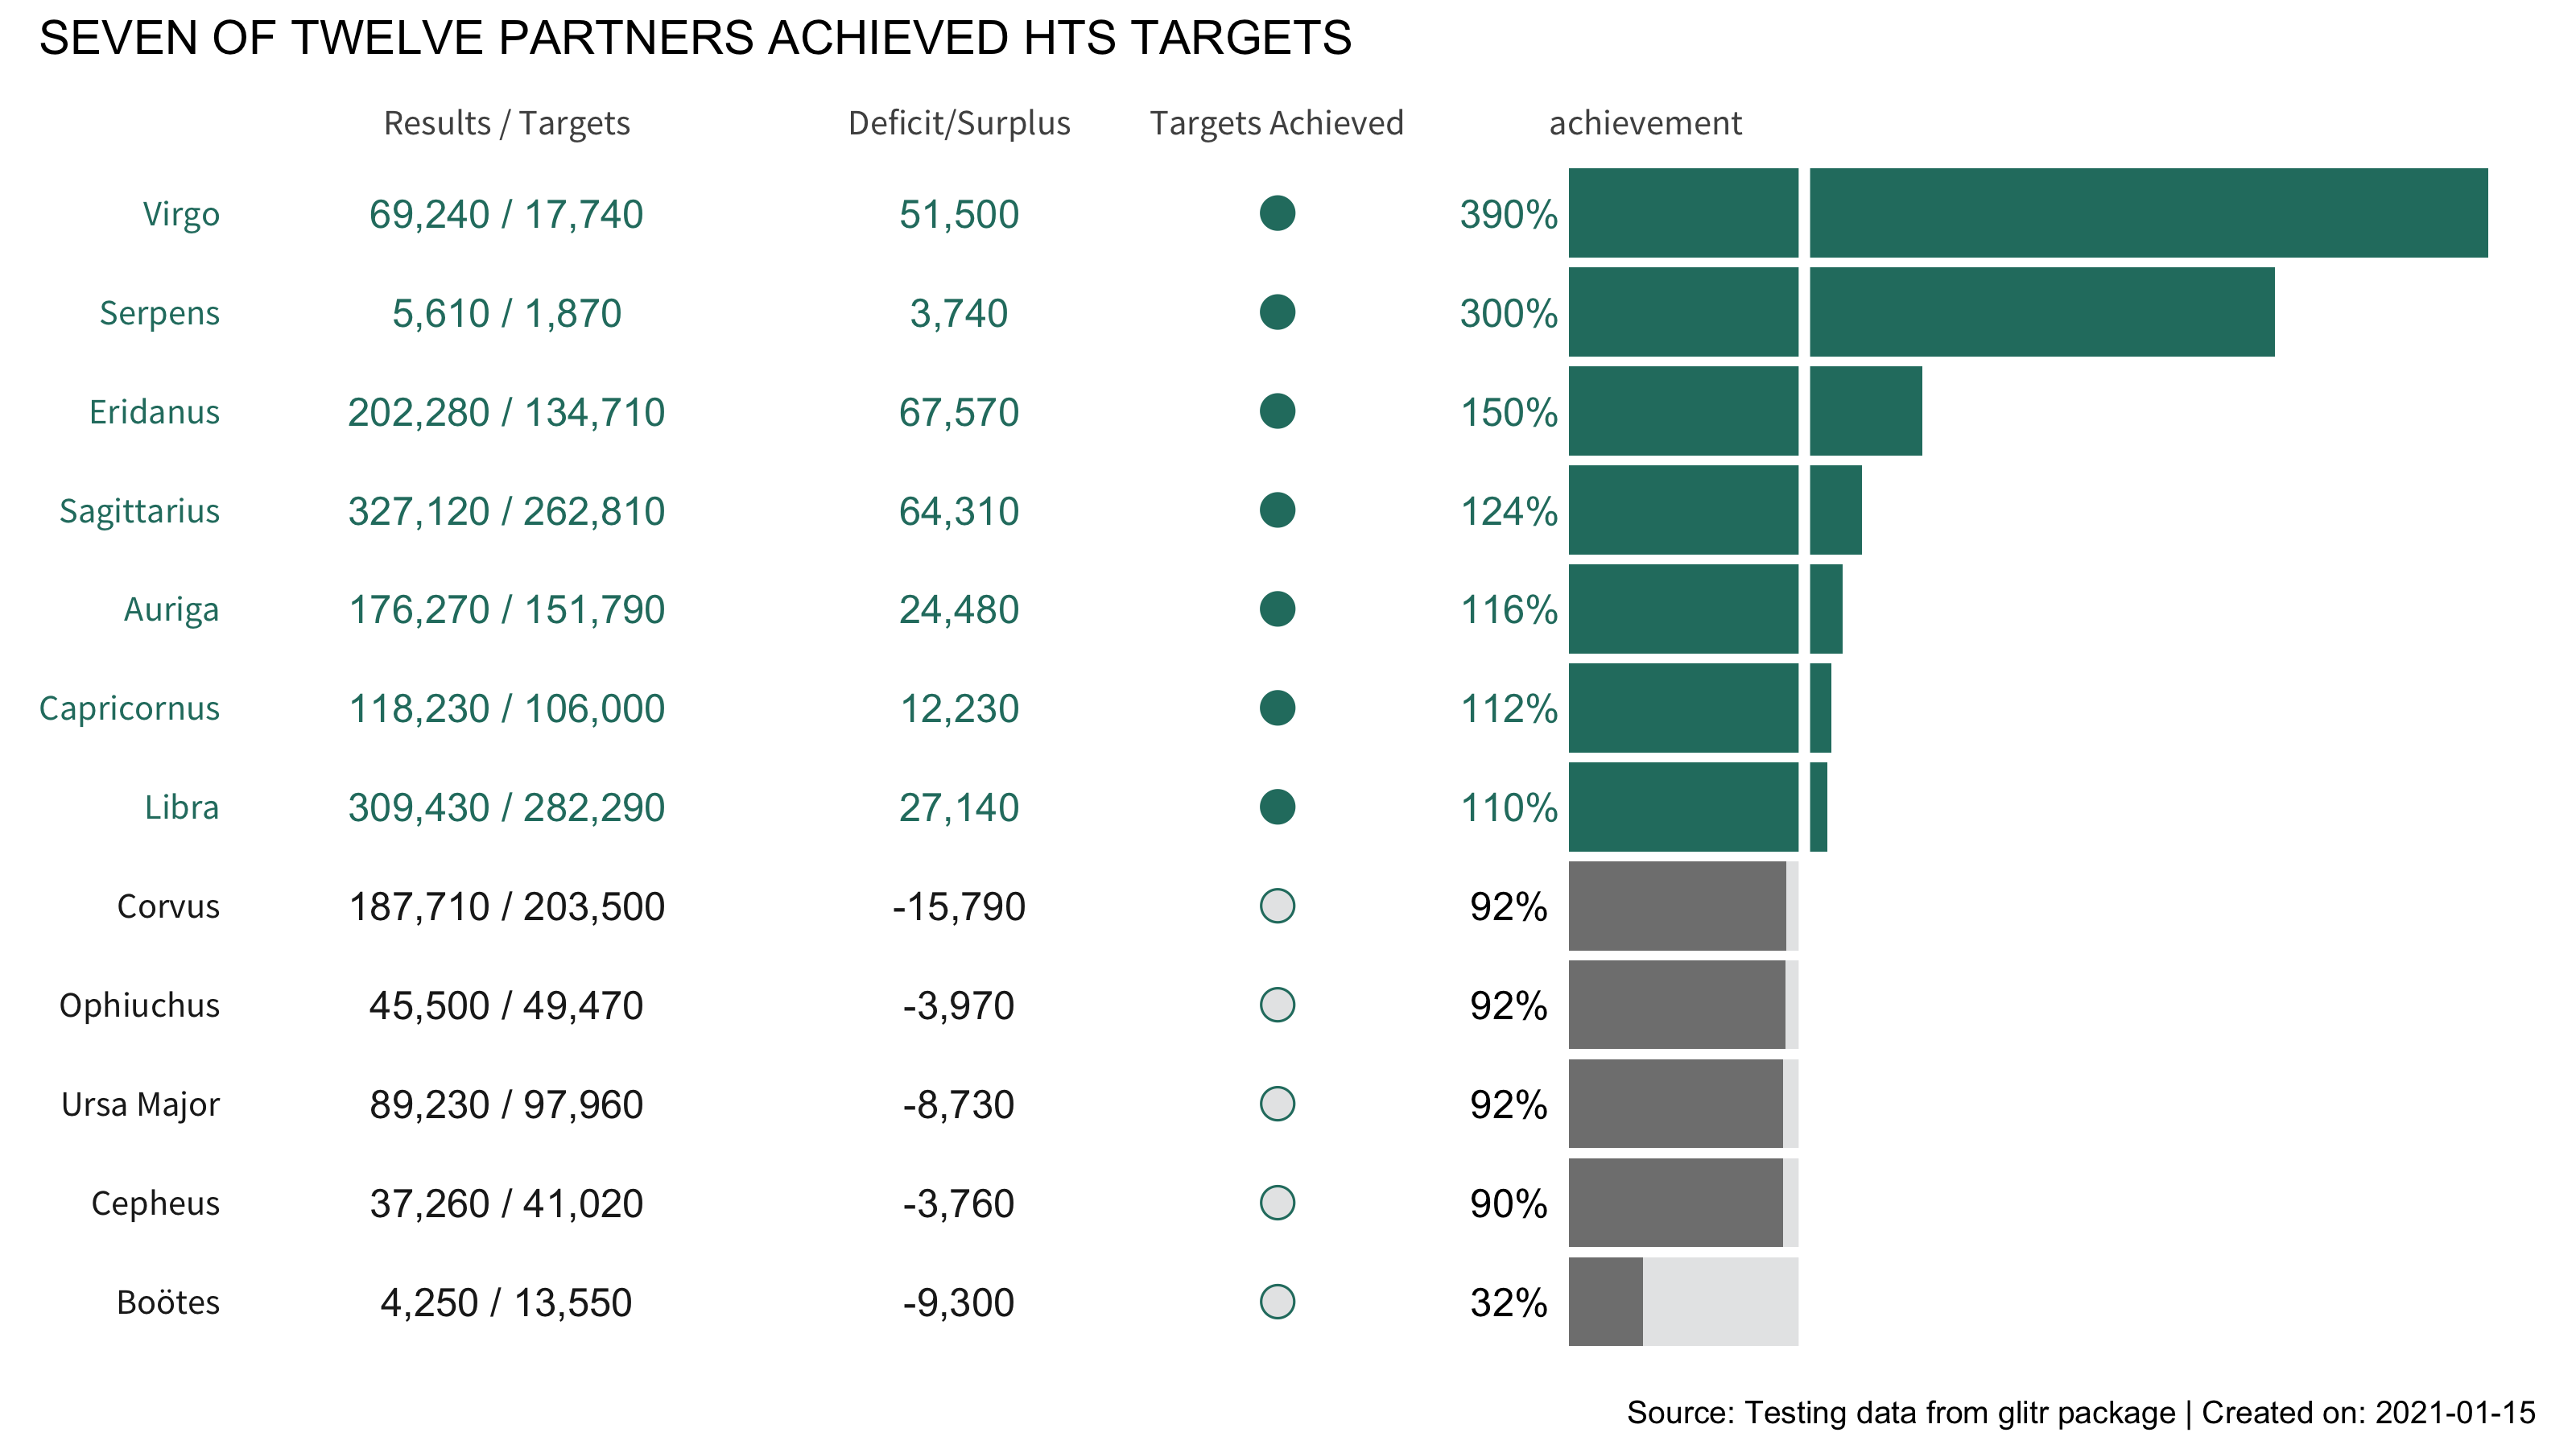 SEVEN OF TWELVE PARTNERS ACHIEVED HTS TARGETS
Results / Targets Deficit/Surplus Targets Achieved achievement
Virgo 69,240 / 17,740 51,500 390%
Serpens 5,610 / 1,870 3,740 300%
Eridanus 202,280 / 134,710 67,570 150%
Sagittarius 327,120 / 262,810 64,310 124%
Auriga 176,270 / 151,790 24,480 116%
Capricornus 118,230 / 106,000 12,230 112%
Libra 309,430 / 282,290 27,140 110%
Corvus 187,710 / 203,500 -15,790 92%
Ophiuchus 45,500 / 49,470 -3,970 92%
Ursa Major 89,230 / 97,960 -8,730 92%
Cepheus 37,260 / 41,020 -3,760 90%
Boötes 4,250 / 13,550 -9,300 32%
Source: Testing data from glitr package | Created on: 2021-01-15